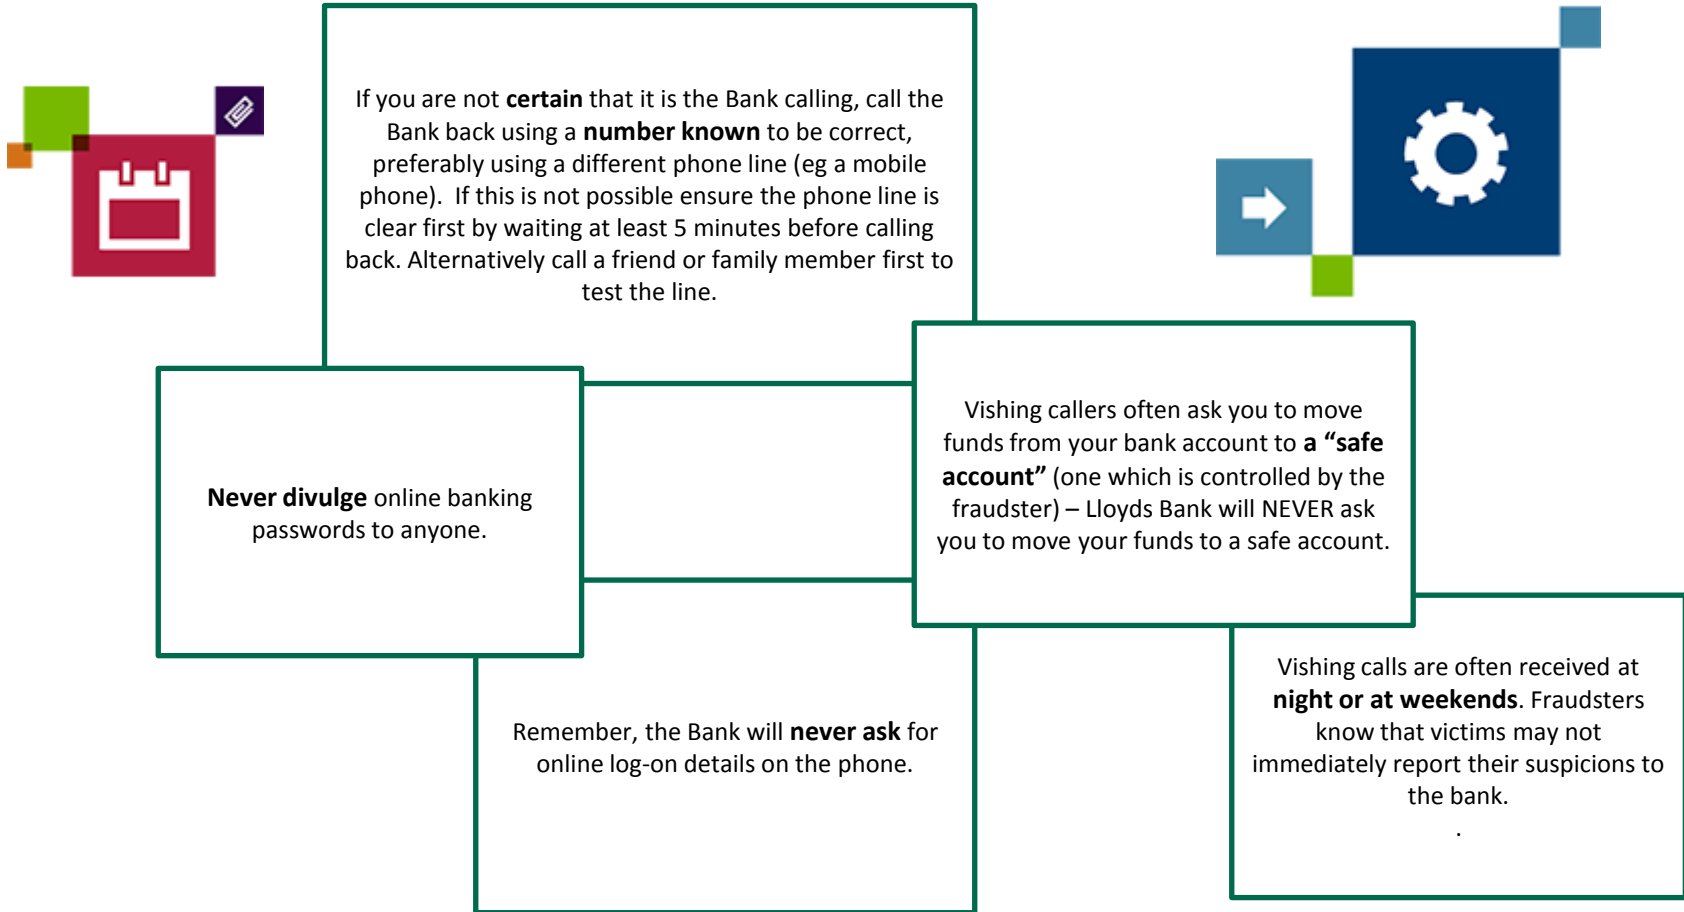 If you are not certain that it is the Bank calling, call the
Bank back using a number known to be correct,
preferably using a different phone line (eg a mobile
phone).  If this is not possible ensure the phone line is
clear first by waiting at least 5 minutes before calling
back. Alternatively call a friend or family member first to
test the line.
Never divulge online banking
passwords to anyone.
Vishing callers often ask you to move
funds from your bank account to a “safe
account” (one which is controlled by the
fraudster) – Lloyds Bank will NEVER ask
you to move your funds to a safe account.
Remember, the Bank will never ask for
online log-on details on the phone.
Vishing calls are often received at
night or at weekends. Fraudsters
know that victims may not
immediately report their suspicions to
the bank.
.